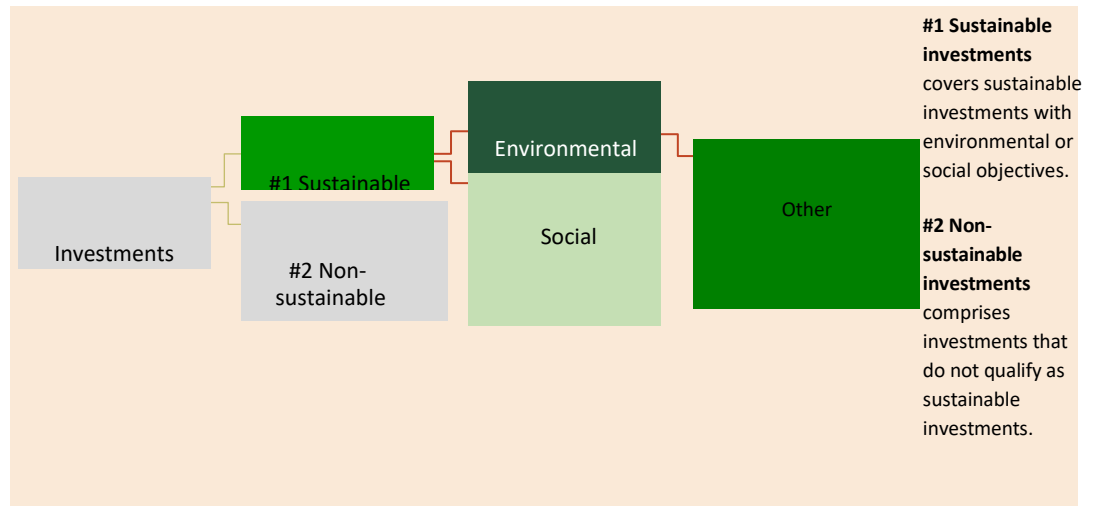 Investments
#1 Sustainable
#2 Non-
sustainable
Environmental
Social
Other
#1 Sustainable
investments
covers sustainable
investments with
environmental or
social objectives.
#2 Non-
sustainable
investments
comprises
investments that
do not qualify as
sustainable
investments.